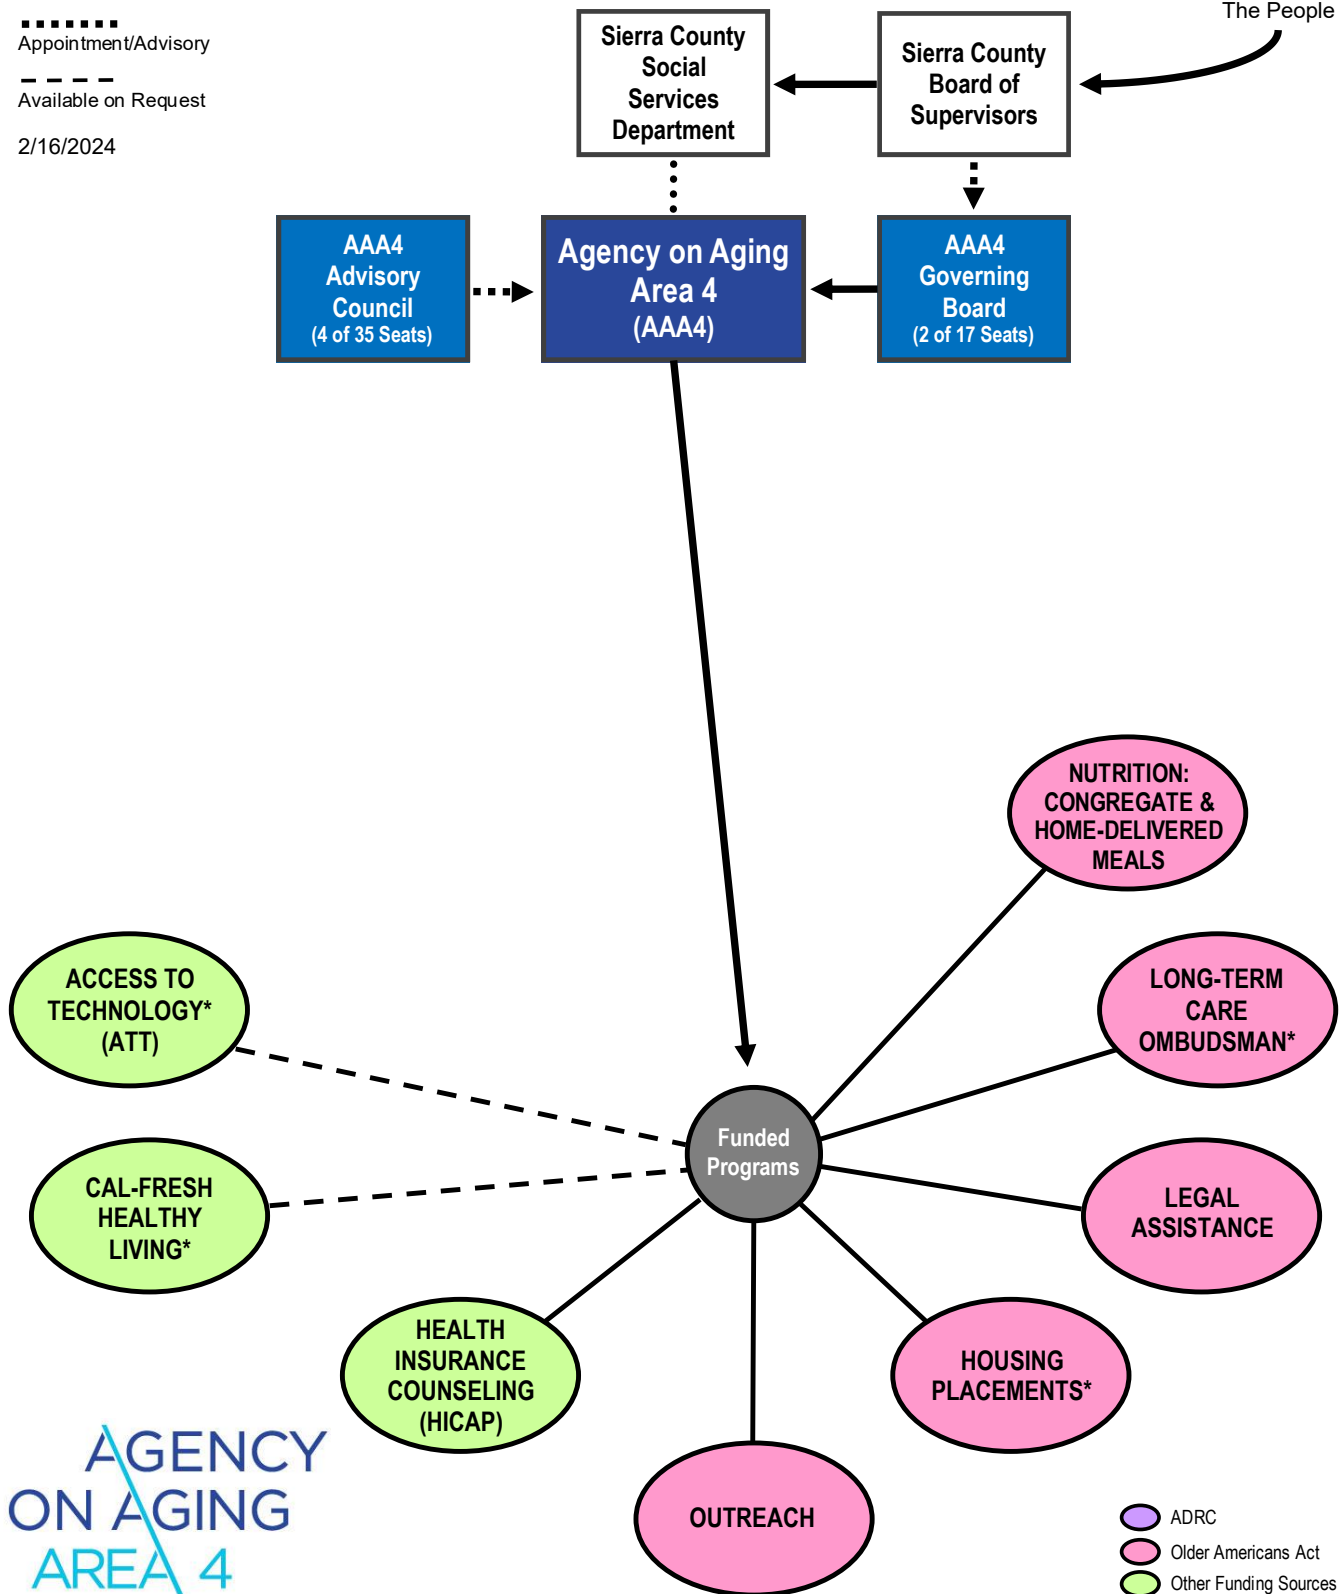 Appointment/Advisory
Available on Request
2/16/2024
The People
Sierra County
Social
Services
Department
Sierra County
Board of
Supervisors
AAA4
Advisory
Council
(4 of 35 Seats)
Agency on Aging
Area 4
(AAA4)
AAA4
Governing
Board
(2 of 17 Seats)
NUTRITION:
CONGREGATE &
HOME-DELIVERED
MEALS
ACCESS TO
TECHNOLOGY*
(ATT)
LONG-TERM
CARE
OMBUDSMAN*
Funded
Programs
CAL-FRESH
HEALTHY
LIVING*
LEGAL
ASSISTANCE
HEALTH
INSURANCE
COUNSELING
(HICAP)
HOUSING
PLACEMENTS*
OUTREACH
AGENCY
ON AGING
AREA 4
ADRC
Older Americans Act
Other Funding Sources